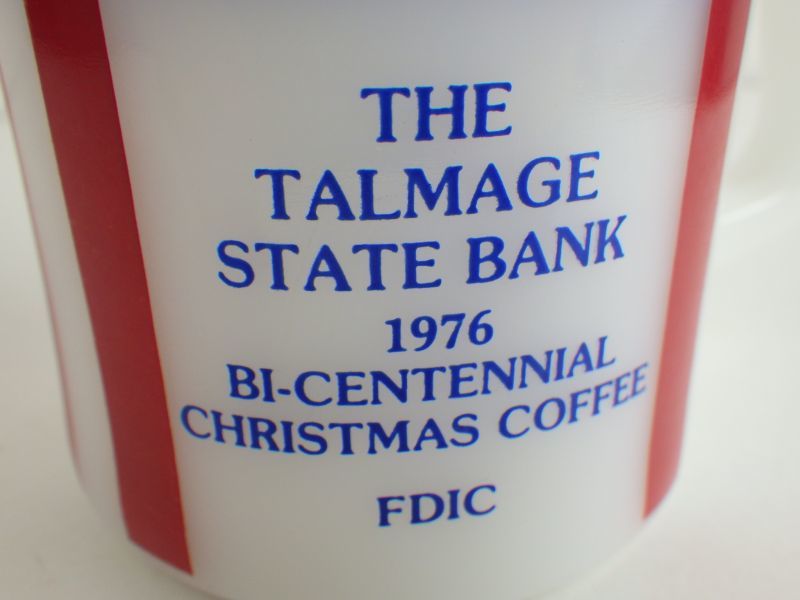 THE
TALMAGE
STATE BANK
1976
BI-CENTENNIAL
CHRISTMAS COFFEE
FDIC